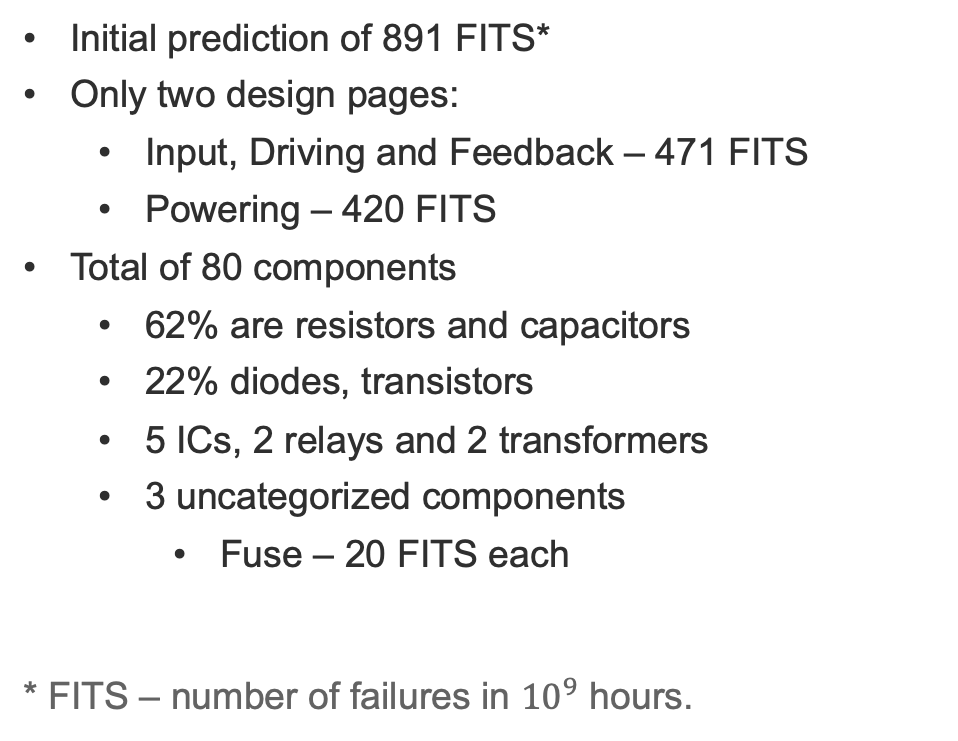 • Initial prediction of 891 FITS*
• Only two design pages:
• Input, Driving and Feedback – 471 FITS
• Powering – 420 FITS
• Total of 80 components
• 62% are resistors and capacitors
• 22% diodes, transistors
• 5 ICs, 2 relays and 2 transformers
• 3 uncategorized components
• Fuse – 20 FITS each
* FITS – number of failures in 10⁹ hours.